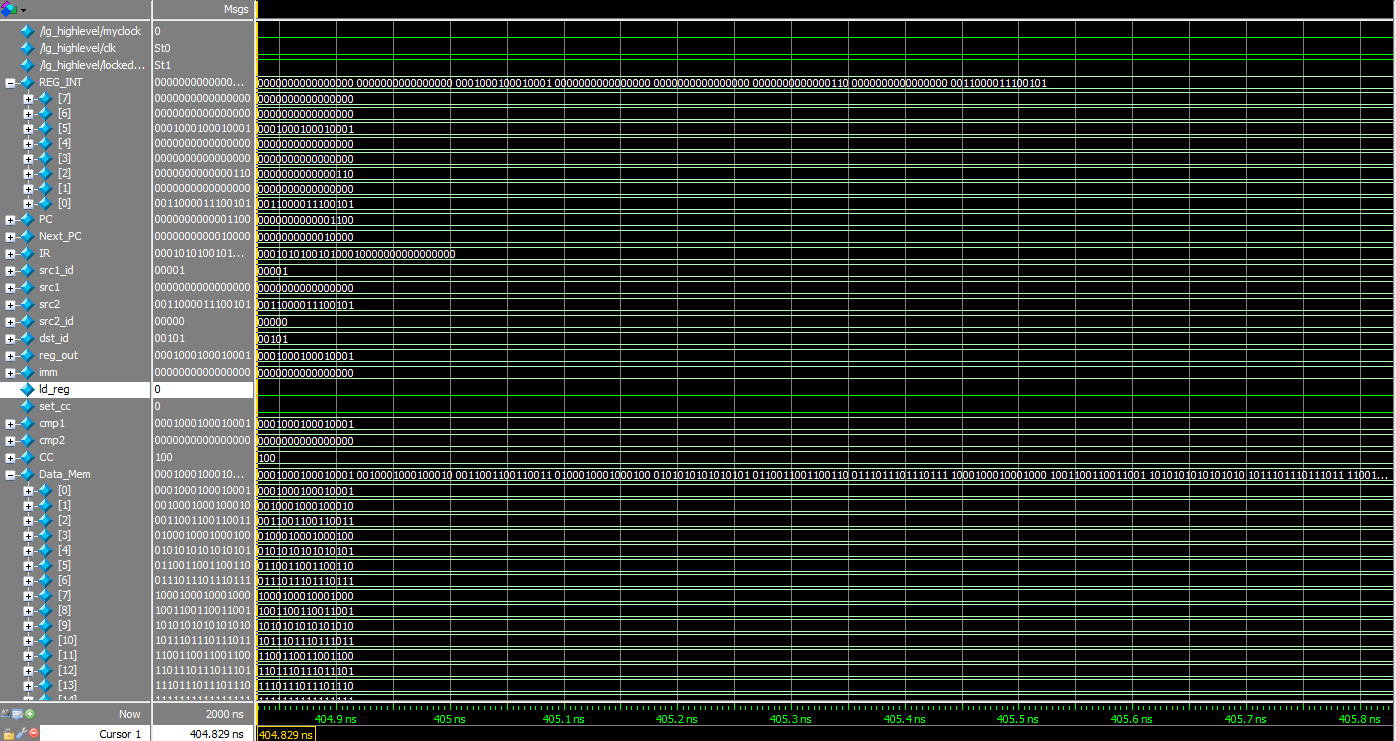 Msgs
/lg_highlevel/myclock 0
/lg_highlevel/clk St0
/lg_highlevel/locked... St1
REG_INT 0000000000000... 0000000000000000 0000000000000000 0001000100010001 0000000000000000 0000000000000000 0000000000000110 0000000000000000 0011000011100101
[7] 0000000000000000 0000000000000000
[6] 0000000000000000 0000000000000000
[5] 0001000100010001 0001000100010001
[4] 0000000000000000 0000000000000000
[3] 0000000000000000 0000000000000000
[2] 0000000000000110 0000000000000110
[1] 0000000000000000 0000000000000000
[0] 0011000011100101 0011000011100101
PC 0000000000001100 0000000000001100
Next_PC 0000000000010000 0000000000010000
IR 0001010100101... 00010101001010001000000000000000
src1_id 00001 00001
src1 0000000000000000 0000000000000000
src2 0011000011100101 0011000011100101
src2_id 00000 00000
dst_id 00101 00101
reg_out 0001000100010001 0001000100010001
imm 0000000000000000 0000000000000000
ld_reg 0
set_cc 0
cmp1 0001000100010001 0001000100010001
cmp2 0000000000000000 0000000000000000
CC 100 100
Data_Mem 000100010001 0... 0001000100010001 0010001000100010 0011001100110011 0100010001000100 0101010101010101 0110011001100110 0111011101110111 1000100010001000 1001100110011001 1010101010101010 1011101110111011 11001...
[0] 0001000100010001 0001000100010001
[1] 0010001000100010 0010001000100010
[2] 0011001100110011 0011001100110011
[3] 0100010001000100 0100010001000100
[4] 0101010101010101 0101010101010101
[5] 0110011001100110 0110011001100110
[6] 0111011101110111 0111011101110111
[7] 1000100010001000 1000100010001000
[8] 1001100110011001 1001100110011001
[9] 1010101010101010 1010101010101010
[10] 1011101110111011 1011101110111011
[11] 1100110011001100 1100110011001100
[12] 1101110111011101 1101110111011101
[13] 1110111011101110 1110111011101110
Now 2000 ns 404.9 ns 405 ns 405.1 ns 405.2 ns 405.3 ns 405.4 ns 405.5 ns 405.6 ns 405.7 ns 405.8 ns
Cursor 1 404.829 ns 404.829 ns